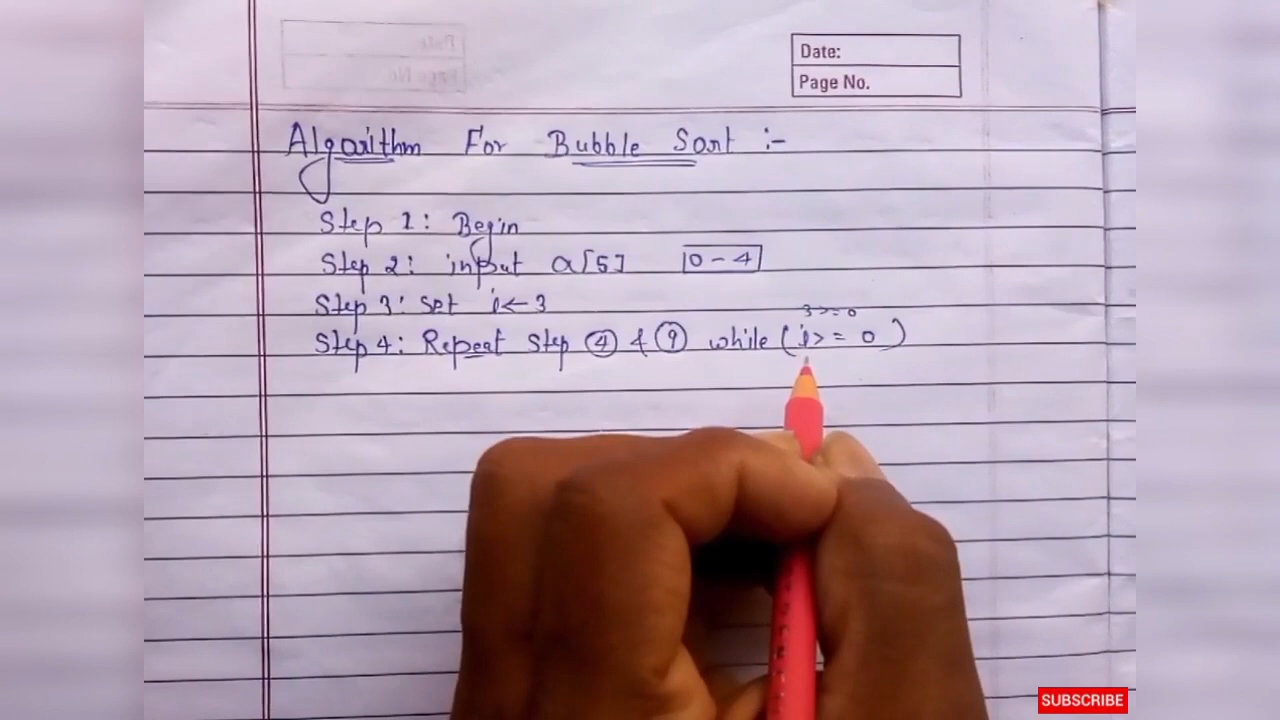 Date:
Page No.
Algorithm For Bubble Sort :-
Step 1: Begin
Step 2: input a[5] 0-4
Step 3: set i←3
3>=0
Step 4: Repeat Step ④ & ⑨ while (i>= 0)
SUBSCRIBE